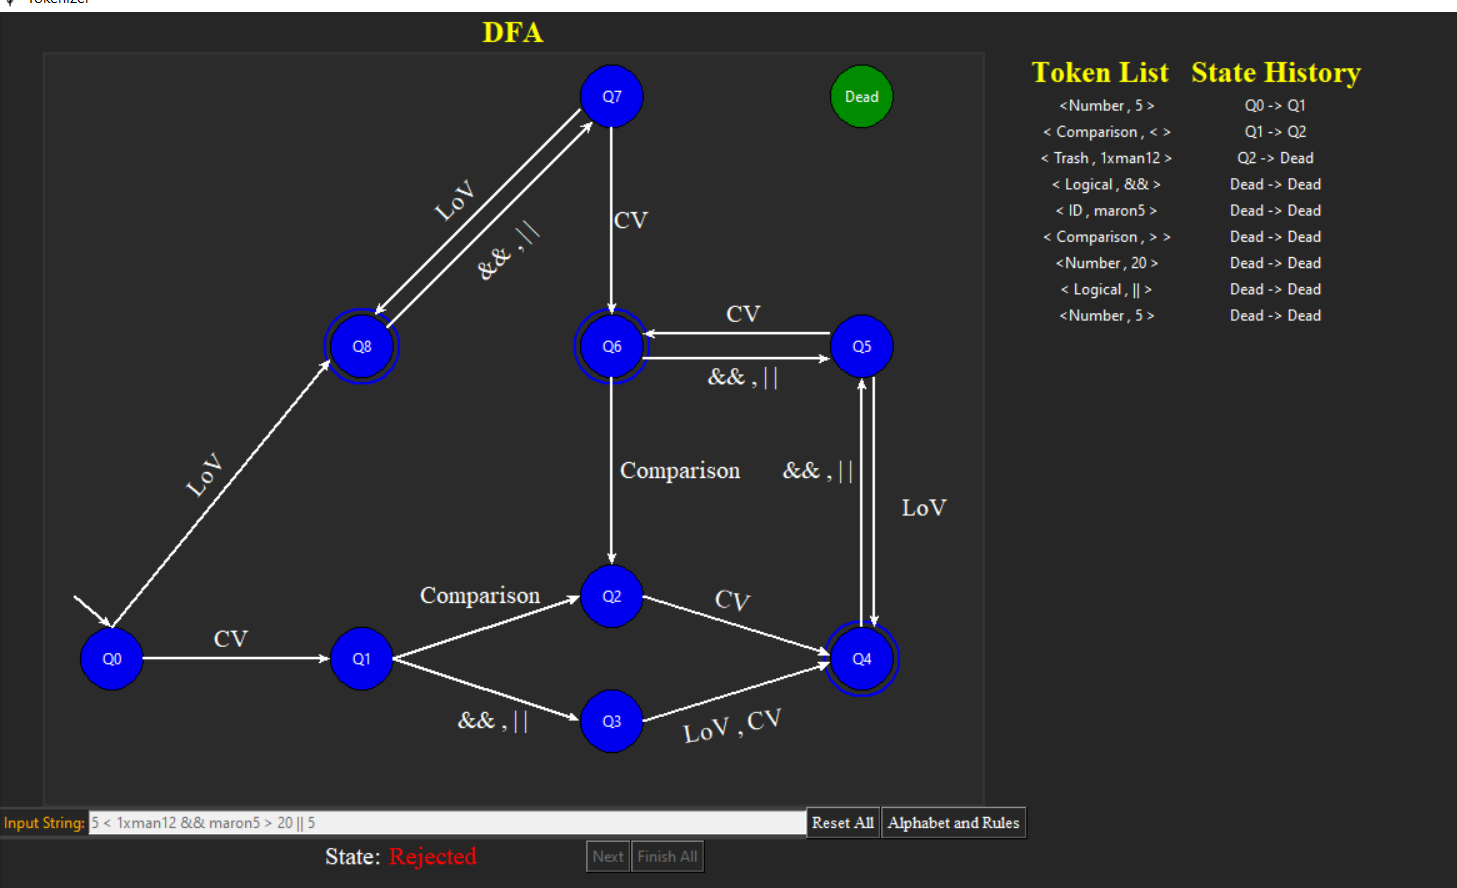 Tokenizer
DFA
Token List State History
<Number , 5 > Q0 -> Q1
< Comparison , < > Q1 -> Q2
< Trash , 1xman12 > Q2 -> Dead
< Logical , && > Dead -> Dead
< ID , maron5 > Dead -> Dead
< Comparison , > > Dead -> Dead
<Number , 20 > Dead -> Dead
< Logical , || > Dead -> Dead
<Number , 5 > Dead -> Dead
Q7
Dead
LoV
&& , ||
CV
Q8
Q6
CV
&& , ||
Q5
LoV
Comparison
&& , ||
LoV
Comparison
Q2
CV
Q0
CV
Q1
Q4
&& , ||
Q3
LoV , CV
Input String: 5 < 1xman12 && maron5 > 20 || 5
Reset All
Alphabet and Rules
State: Rejected
Next
Finish All